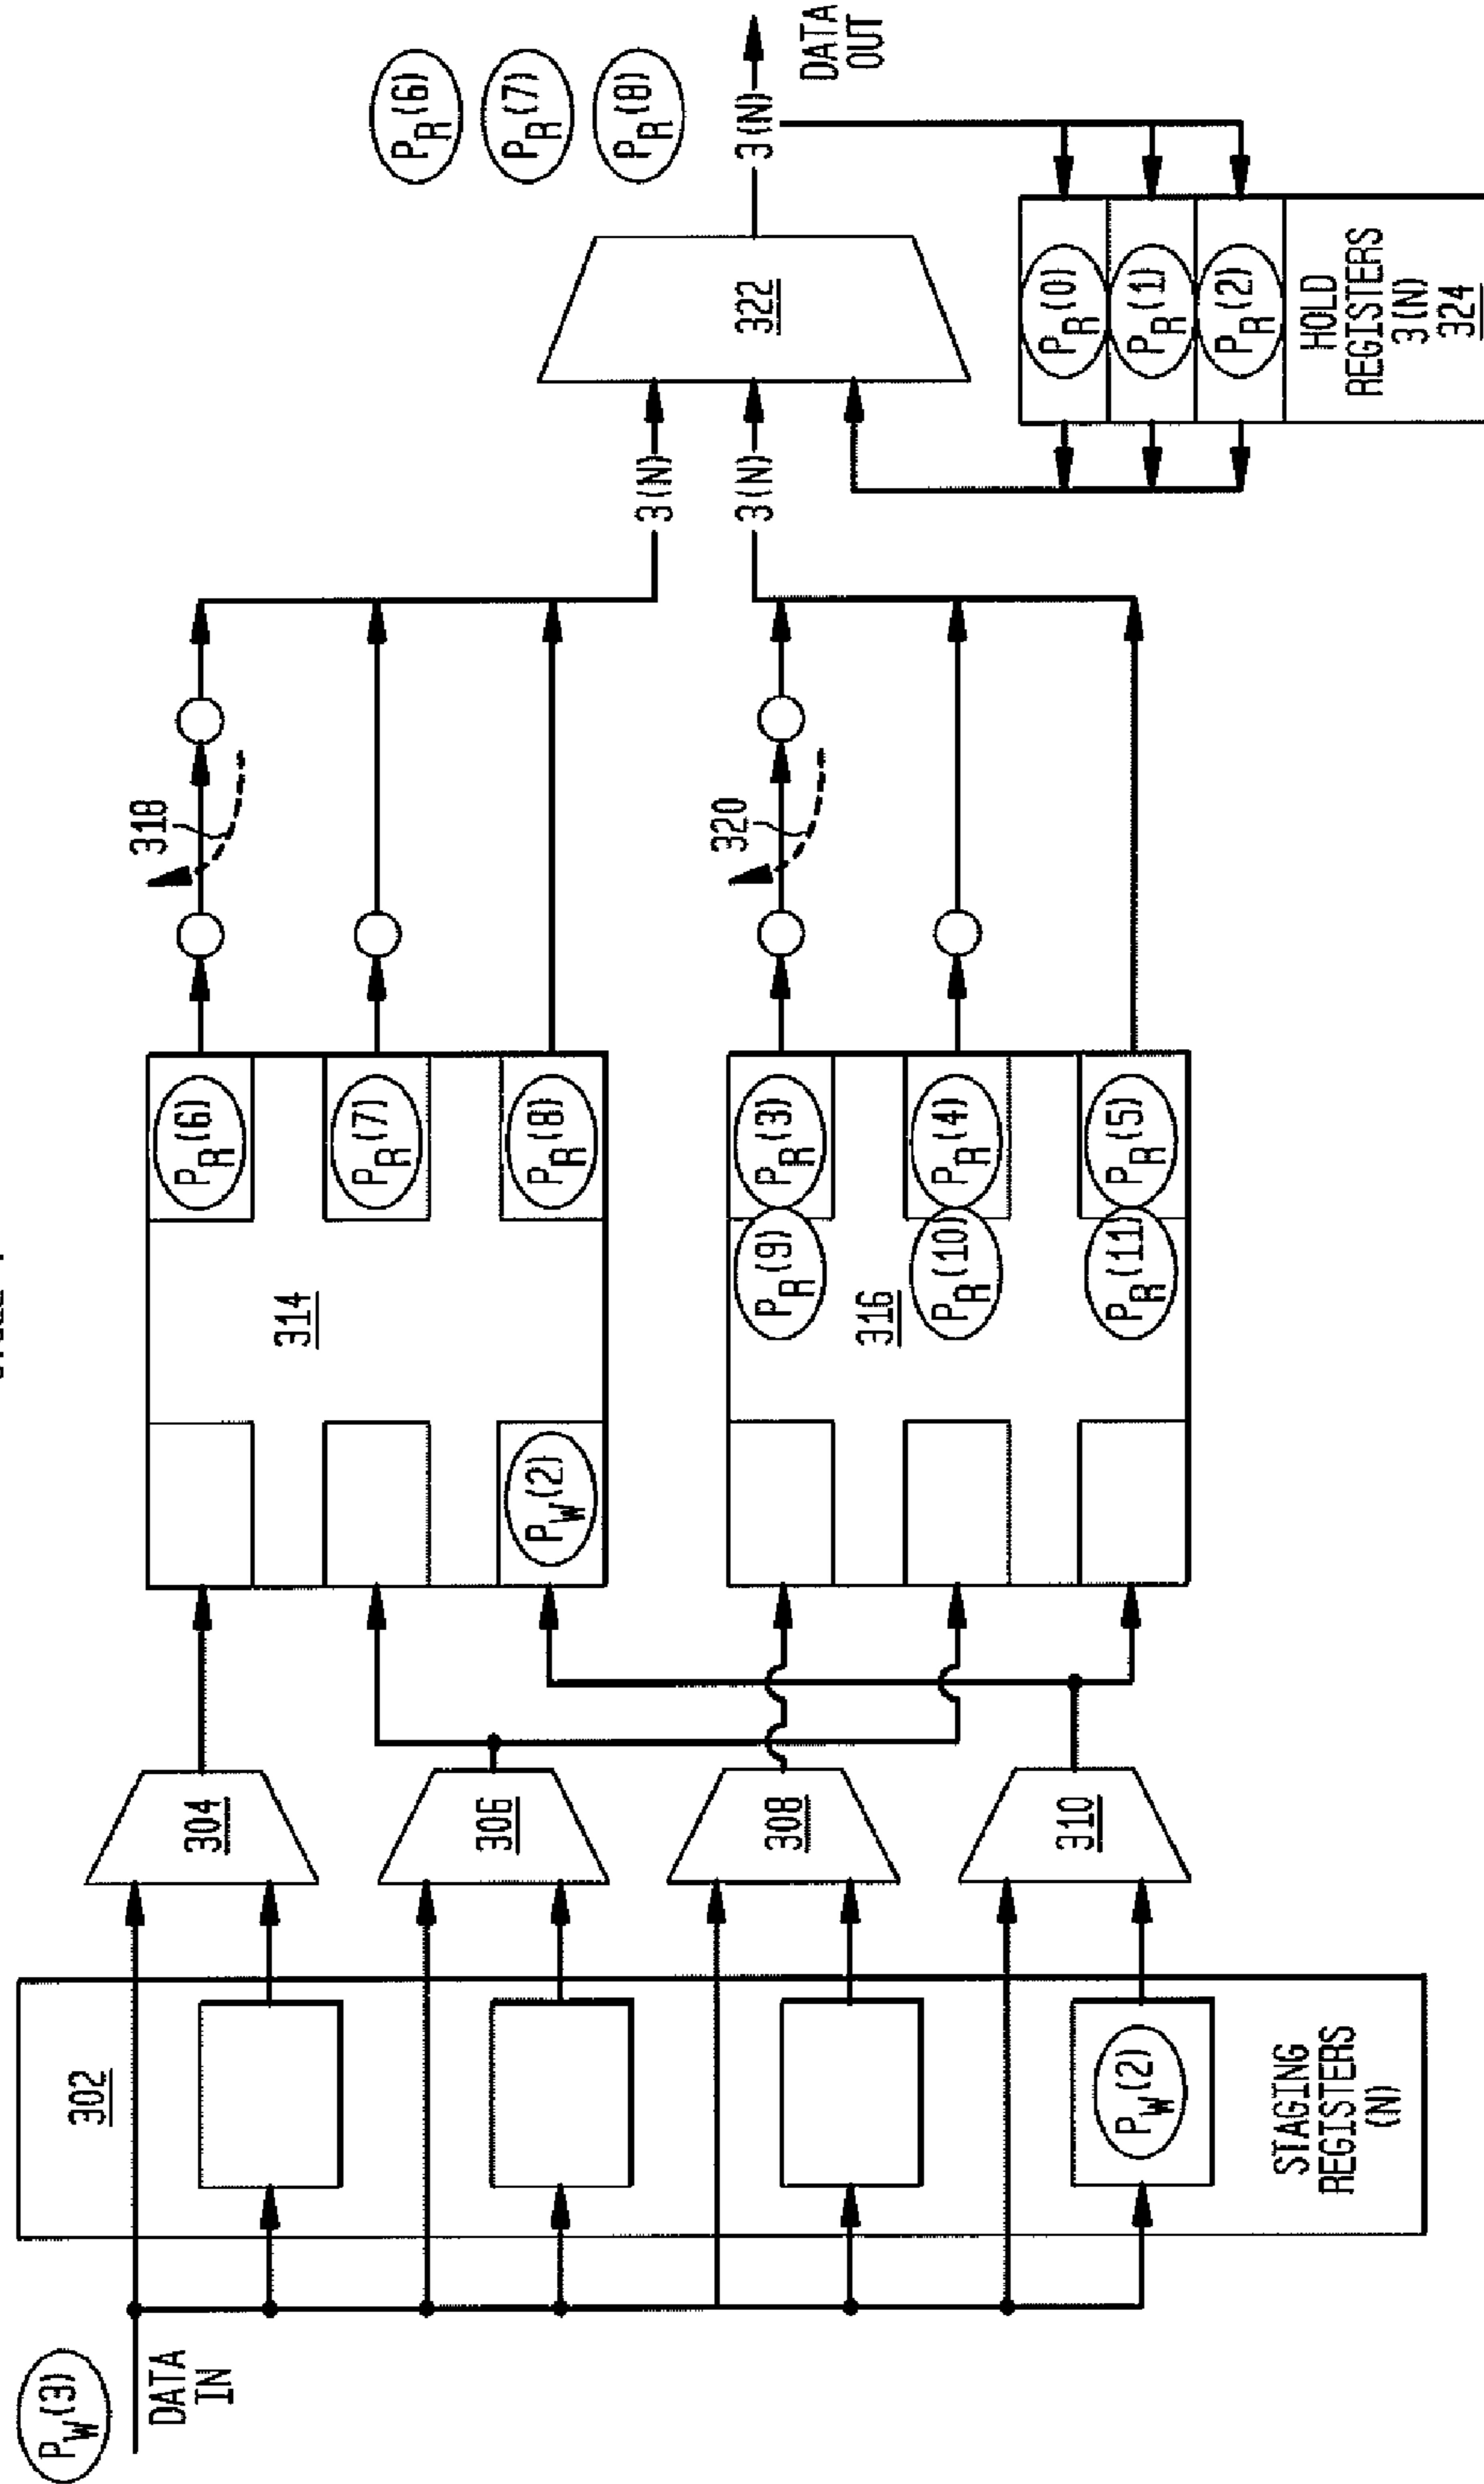 P_W(3)
DATA
IN
302
P_W(2)
STAGING
REGISTERS
(N)
304
306
308
310
P_W(2)
314
P_R(6)
P_R(7)
P_R(8)
316
P_R(9)
P_R(3)
P_R(10)
P_R(4)
P_R(11)
P_R(5)
318
320
3(N)
3(N)
322
P_R(6)
P_R(7)
P_R(8)
3(N)
DATA
OUT
P_R(0)
P_R(1)
P_R(2)
HOLD
REGISTERS
3(N)
324